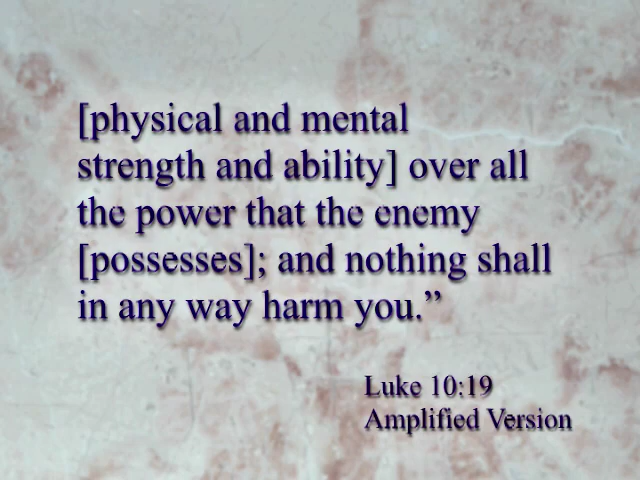 [physical and mental
strength and ability] over all
the power that the enemy
[possesses]; and nothing shall
in any way harm you.”
Luke 10:19
Amplified Version